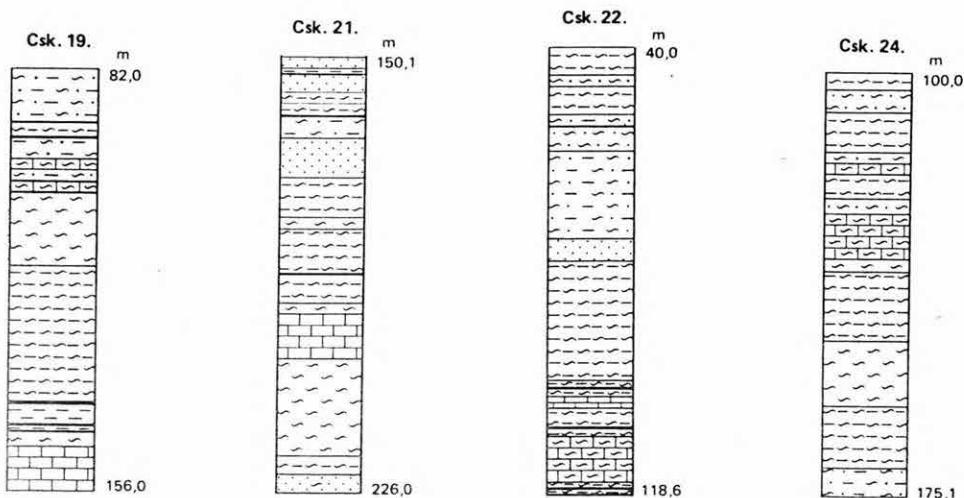 Csk. 19.
m
82,0
156,0
Csk. 21.
m
150,1
226,0
Csk. 22.
m
40,0
118,6
Csk. 24.
m
100,0
175,1